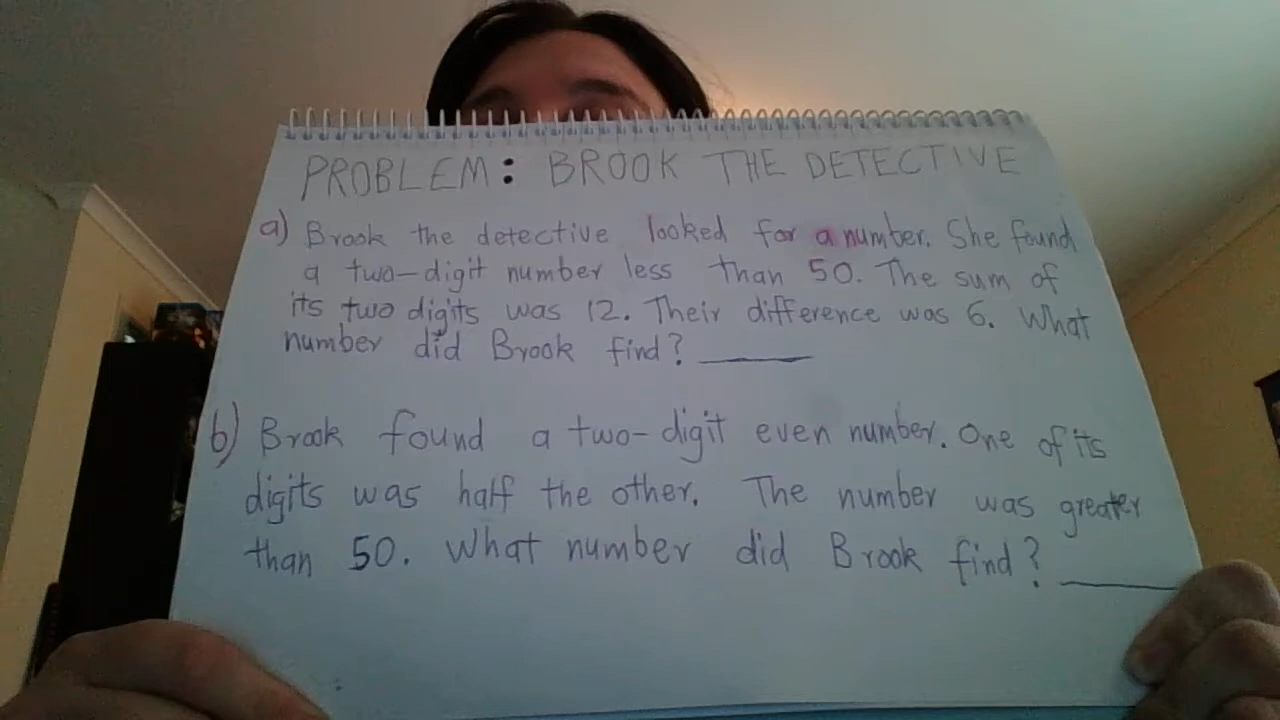 PROBLEM: BROOK THE DETECTIVE
a) Brook the detective looked for a number. She found
a two-digit number less than 50. The sum of
its two digits was 12. Their difference was 6. What
number did Brook find? ______
b) Brook found a two-digit even number. One of its
digits was half the other. The number was greater
than 50. What number did Brook find? ______